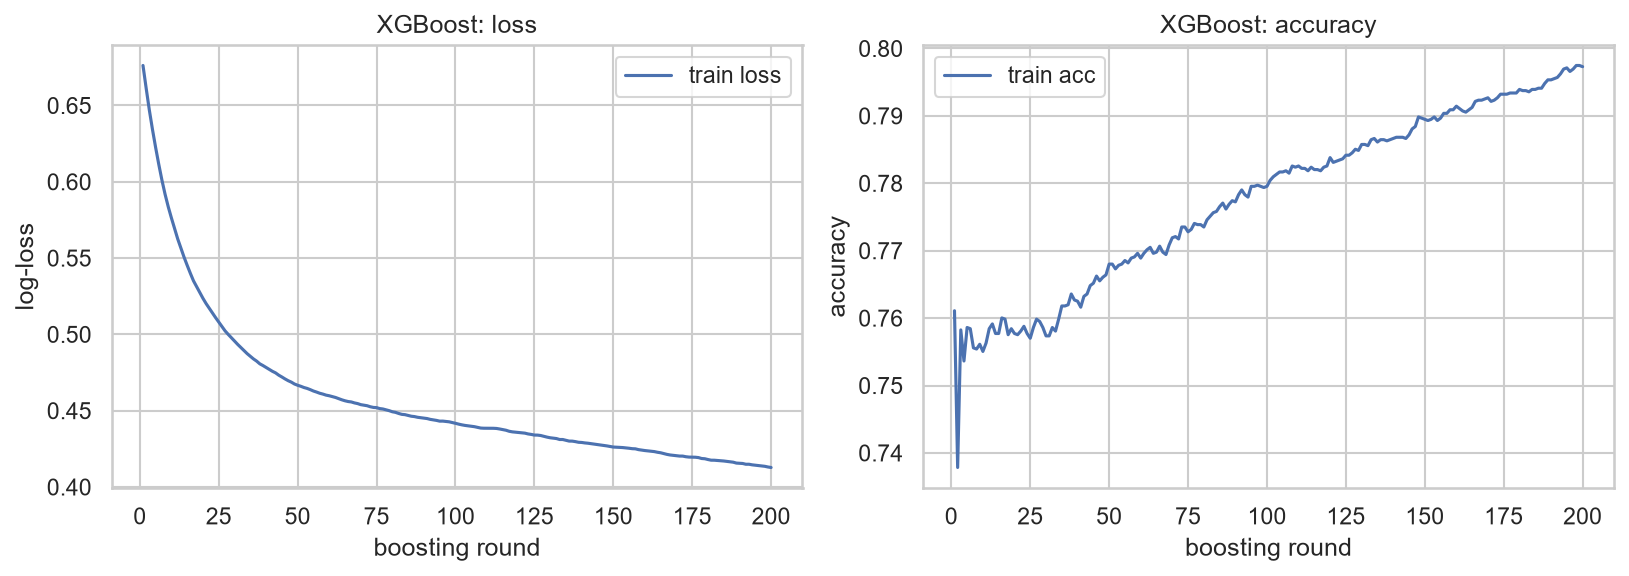 XGBoost: loss
train loss
0.65
0.60
0.55
0.50
0.45
0.40
log-loss
0 25 50 75 100 125 150 175 200
boosting round
XGBoost: accuracy
train acc
0.80
0.79
0.78
0.77
0.76
0.75
0.74
accuracy
0 25 50 75 100 125 150 175 200
boosting round